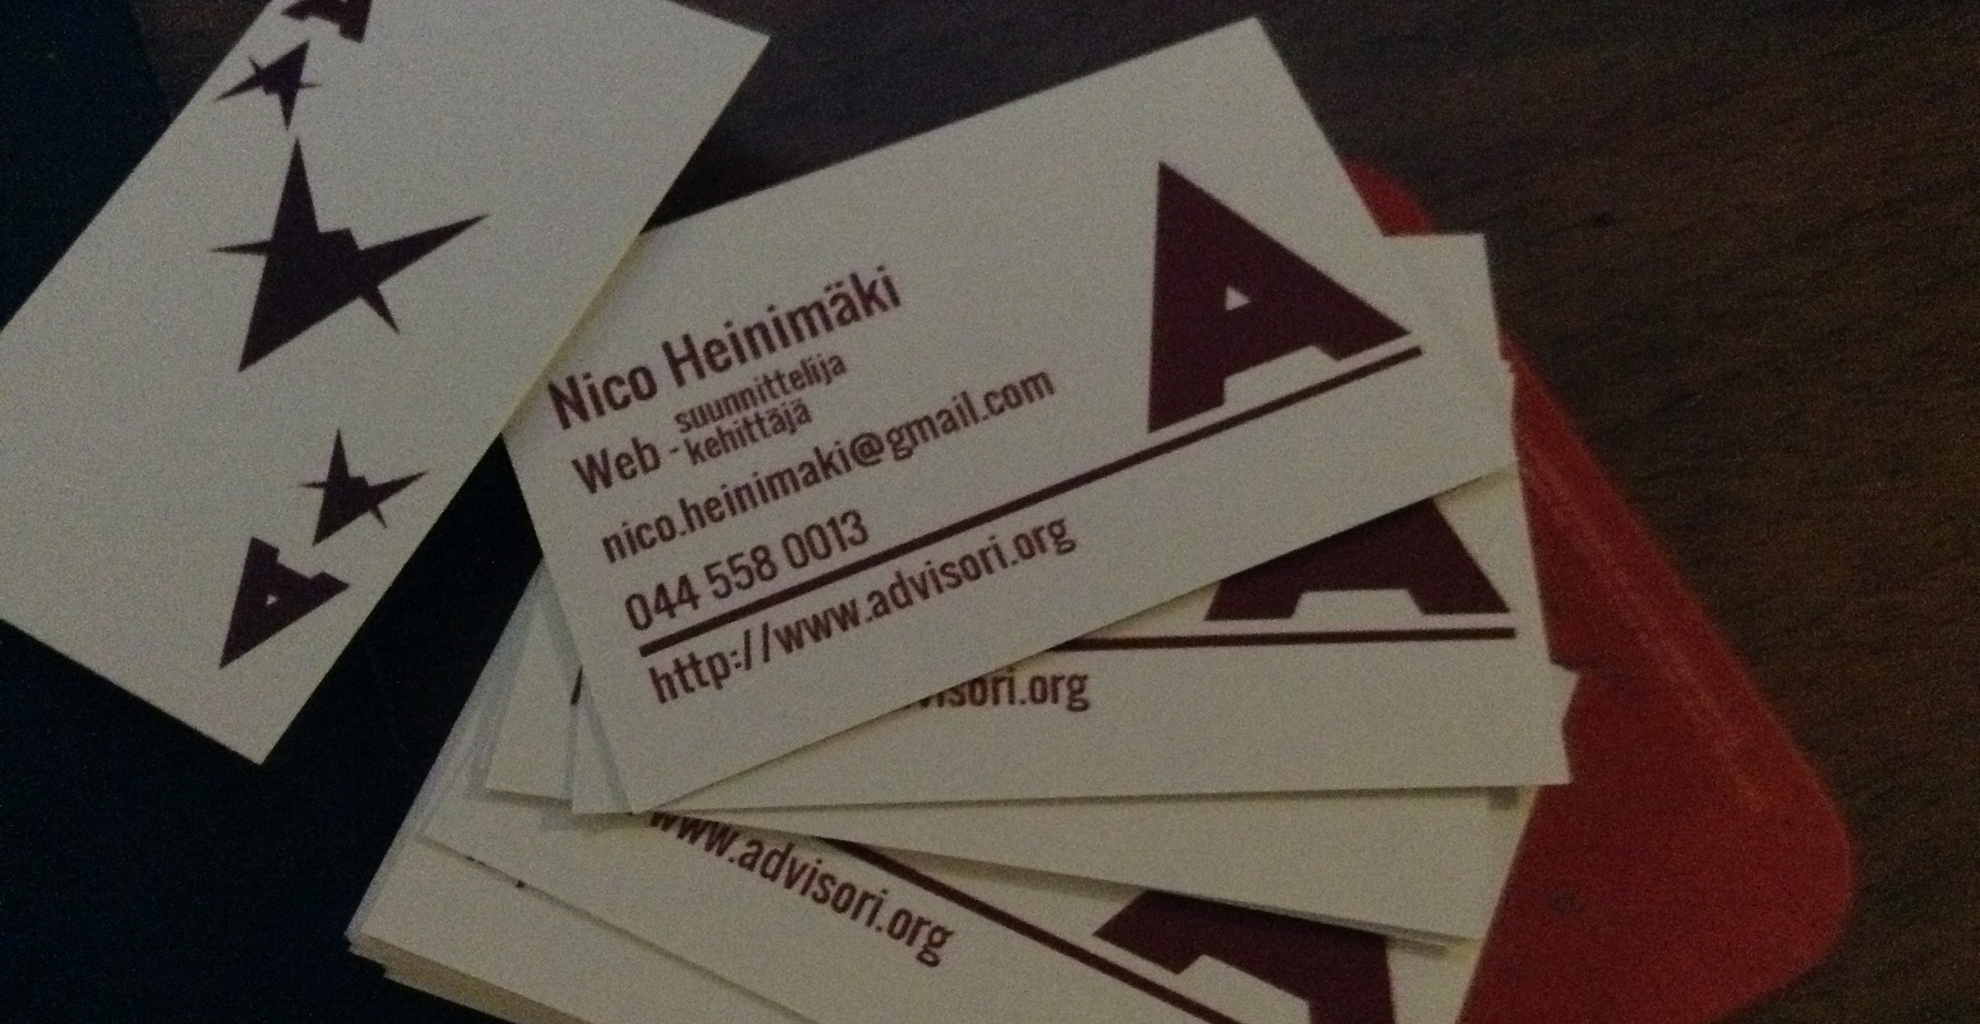 Nico Heinimäki
Web -suunnittelija
-kehittäjä
nico.heinimaki@gmail.com
044 558 0013
http://www.advisori.org
A
visori.org
A
www.advisori.org
A
A
A